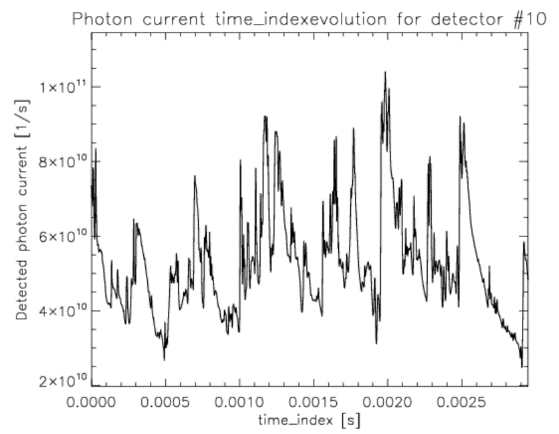 Photon current time_indexevolution for detector #10
Detected photon current [1/s]
1×10¹¹
8×10¹⁰
6×10¹⁰
4×10¹⁰
2×10¹⁰
0.0000 0.0005 0.0010 0.0015 0.0020 0.0025
time_index [s]